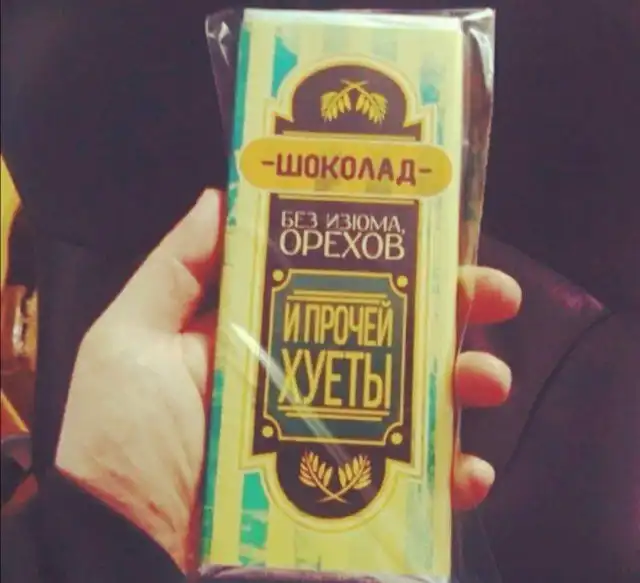 -ШОКОЛАД-
БЕЗ ИЗЮМА,
ОРЕХОВ
И ПРОЧЕЙ
ХУЕТЫ